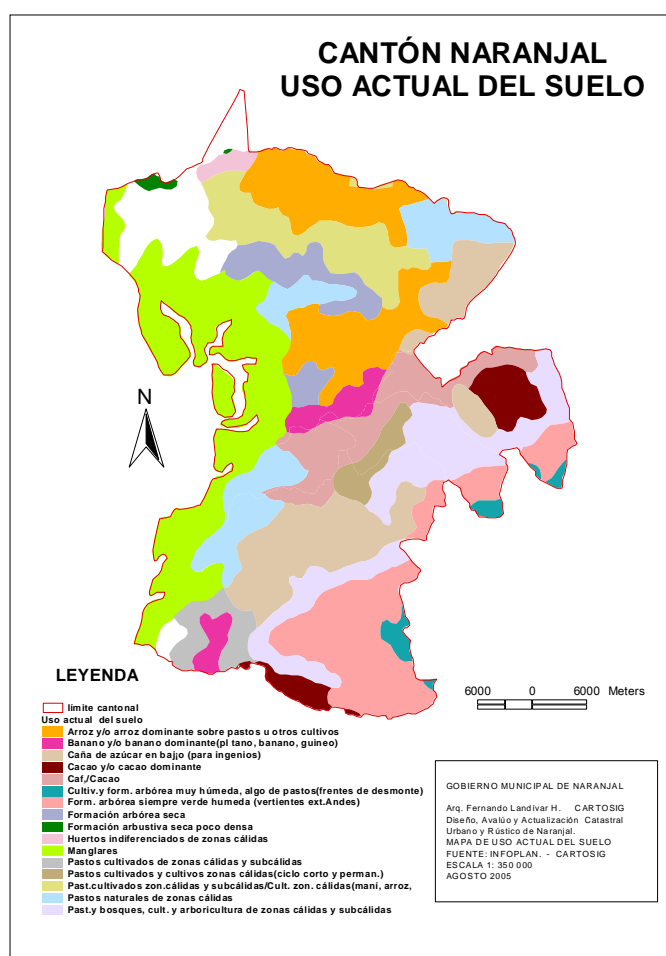 CANTÓN NARANJAL
USO ACTUAL DEL SUELO
N
LEYENDA
límite cantonal
Uso actual del suelo
Arroz y/o arroz dominante sobre pastos u otros cultivos
Banano y/o banano dominante(pl tano, banano, guineo)
Caña de azúcar en bajjo (para ingenios)
Cacao y/o cacao dominante
Caf,/Cacao
Cultiv.y form. arbórea muy húmeda, algo de pastos(frentes de desmonte)
Form. arbórea siempre verde humeda (vertientes ext.Andes)
Formación arbórea seca
Formación arbustiva seca poco densa
Huertos indiferenciados de zonas cálidas
Manglares
Pastos cultivados de zonas cálidas y subcálidas
Pastos cultivados y cultivos zonas cálidas(ciclo corto y perman.)
Past.cultivados zon.cálidas y subcálidas/Cult. zon. cálidas(maní, arroz,
Pastos naturales de zonas cálidas
Past.y bosques, cult. y arboricultura de zonas cálidas y subcálidas
6000 0 6000 Meters
GOBIERNO MUNICIPAL DE NARANJAL
Arq. Fernando Landívar H. CARTOSIG
Diseño, Avalúo y Actualización Catastral
Urbano y Rústico de Naranjal.
MAPA DE USO ACTUAL DEL SUELO
FUENTE: INFOPLAN. - CARTOSIG
ESCALA 1: 350 000
AGOSTO 2005